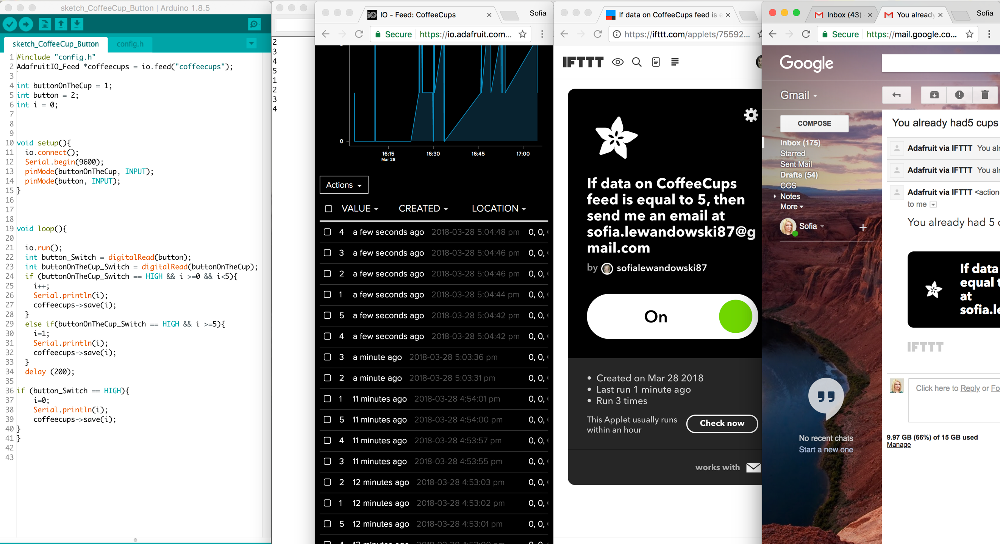 sketch_CoffeeCup_Button | Arduino 1.8.5
sketch_CoffeeCup_Button
config.h
1 #include "config.h"
2 AdafruitIO_Feed *coffeecups = io.feed("coffeecups");
3
4 int buttonOnTheCup = 1;
5 int button = 2;
6 int i = 0;
7
8
9
10 void setup(){
11 io.connect();
12 Serial.begin(9600);
13 pinMode(buttonOnTheCup, INPUT);
14 pinMode(button, INPUT);
15 }
16
17
18
19 void loop(){
20
21 io.run();
22 int button_Switch = digitalRead(button);
23 int buttonOnTheCup_Switch = digitalRead(buttonOnTheCup);
24 if (buttonOnTheCup_Switch == HIGH && i >=0 && i<5){
25 i++;
26 Serial.println(i);
27 coffeecups->save(i);
28 }
29 else if(buttonOnTheCup_Switch == HIGH && i >=5){
30 i=1;
31 Serial.println(i);
32 coffeecups->save(i);
33 }
34 delay (200);
35
36 if (button_Switch == HIGH){
37 i=0;
38 Serial.println(i);
39 coffeecups->save(i);
40 }
41 }
42
43
2
3
4
5
1
2
3
4
IO - Feed: CoffeeCups
Sofia
Secure https://io.adafruit.com...
0
16:15 16:30 16:45 17:00
Mar 28
Actions
VALUE CREATED LOCATION
4 a few seconds ago 2018-03-28 5:04:48 pm 0, 0,
3 a few seconds ago 2018-03-28 5:04:46 pm 0, 0,
2 a few seconds ago 2018-03-28 5:04:46 pm 0, 0,
1 a few seconds ago 2018-03-28 5:04:44 pm 0, 0,
5 a few seconds ago 2018-03-28 5:04:42 pm 0, 0,
4 a few seconds ago 2018-03-28 5:04:42 pm 0, 0,
3 a minute ago 2018-03-28 5:03:36 pm 0, 0,
2 a minute ago 2018-03-28 5:03:31 pm 0, 0,
1 11 minutes ago 2018-03-28 4:54:01 pm 0, 0,
5 11 minutes ago 2018-03-28 4:54:00 pm 0, 0,
4 11 minutes ago 2018-03-28 4:53:57 pm 0, 0,
3 11 minutes ago 2018-03-28 4:53:55 pm 0, 0,
2 12 minutes ago 2018-03-28 4:53:03 pm 0, 0,
1 12 minutes ago 2018-03-28 4:53:02 pm 0, 0,
5 12 minutes ago 2018-03-28 4:53:01 pm 0, 0,
If data on CoffeeCups feed is e
https://ifttt.com/applets/75592...
IFTTT
If data on CoffeeCups
feed is equal to 5, then
send me an email at
sofia.lewandowski87@g
mail.com
by sofialewandowski87
On
• Created on Mar 28 2018
• Last run 1 minute ago
• Run 3 times
This Applet usually runs
within an hour
Check now
works with
Inbox (43)
You already
Sofia
Secure https://mail.google.co...
Google
Gmail
COMPOSE
Inbox (175)
Starred
Sent Mail
Drafts (54)
CCS
Notes
More
Sofia
No recent chats
Start a new one
You already had5 cups
Adafruit via IFTTT You alr
Adafruit via IFTTT You alr
Adafruit via IFTTT <action
to me
You already had 5
If data
equal t
at
sofia.le
IFTTT
Click here to Reply or Fo
9.97 GB (66%) of 15 GB used
Manage